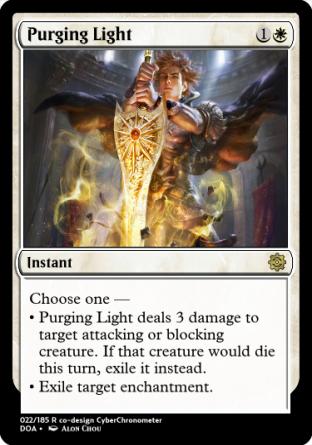 Purging Light 1
Instant
Choose one —
• Purging Light deals 3 damage to
target attacking or blocking
creature. If that creature would die
this turn, exile it instead.
• Exile target enchantment.
022/185 R co-design CyberChronometer
DOA • Alon Chou